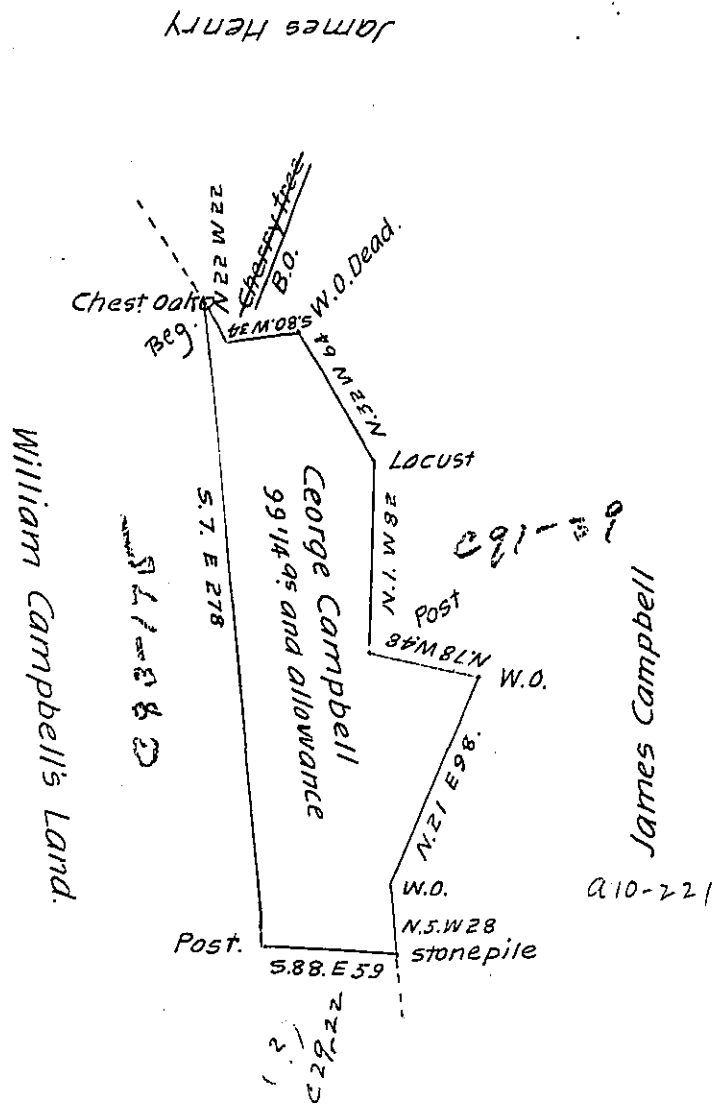 James Henry
22 M 22 N
Cherry tree
B.O.
W.O. Dead.
Chest oak
Beg.
S.80.W 34
N.32 W 64
Locust
N.1.W 82
Post
N.78 W.48
W.O.
N.21 E 98.
W.O.
N.5.W 28
stonepile
S.88.E 59
Post.
S.7. E 278
George Campbell
99 1/4 as and allowance
William Campbell's Land.
James Campbell
a10-221
C29-22